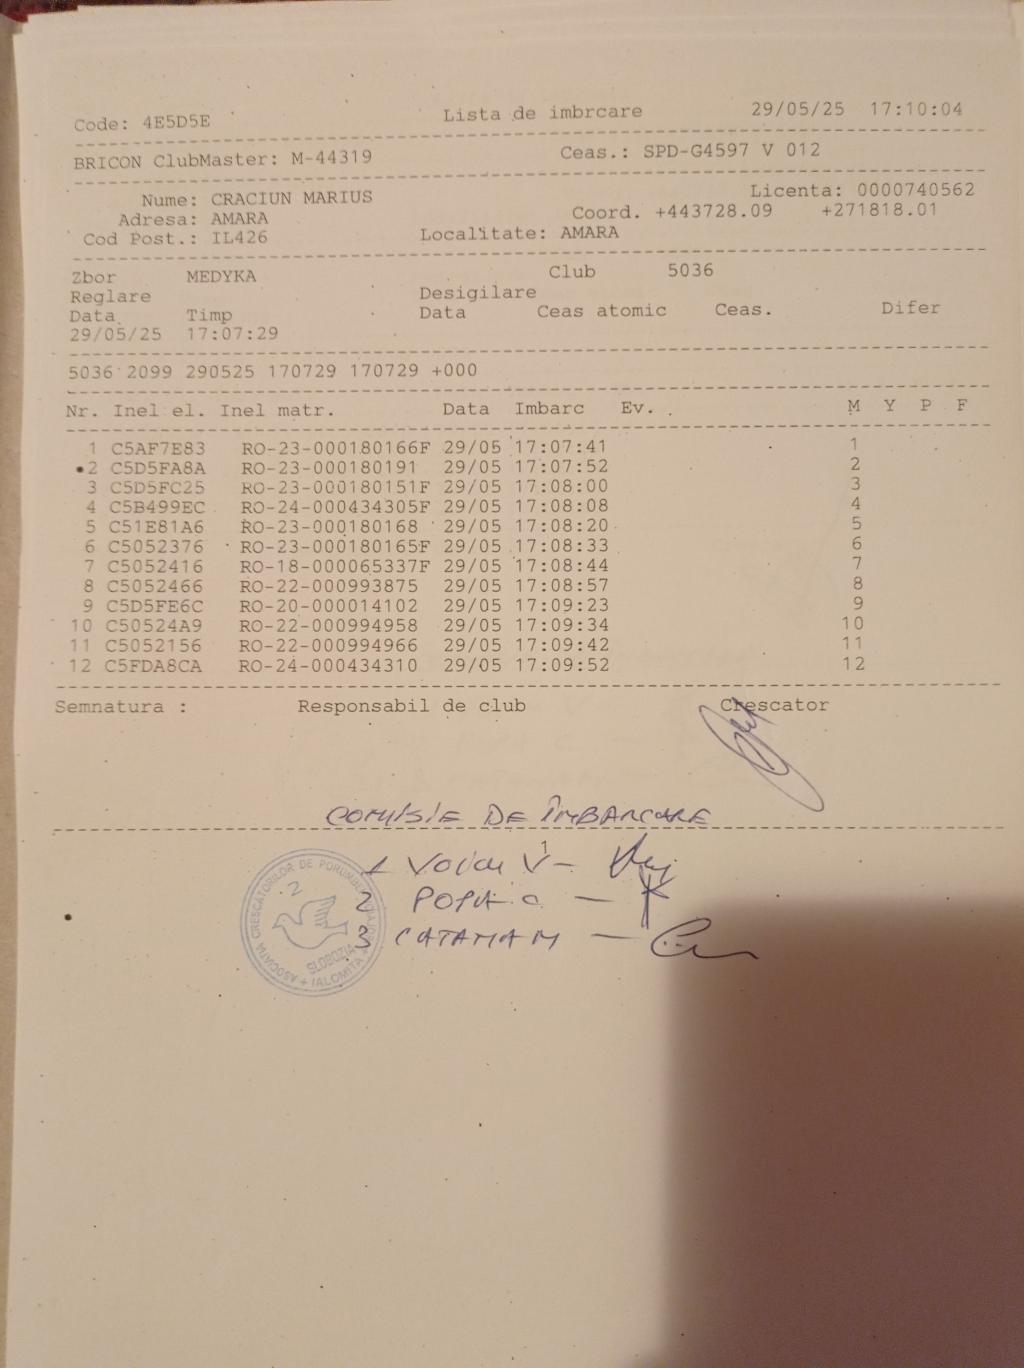 Code: 4E5D5E Lista de imbrcare 29/05/25 17:10:04
BRICON ClubMaster: M-44319 Ceas.: SPD-G4597 V 012
Nume: CRACIUN MARIUS Licenta: 0000740562
Adresa: AMARA Coord. +443728.09 +271818.01
Cod Post.: IL426 Localitate: AMARA
Zbor MEDYKA Club 5036
Reglare Desigilare
Data Timp Data Ceas atomic Ceas. Difer
29/05/25 17:07:29
5036 2099 290525 170729 170729 +000
Nr. Inel el. Inel matr. Data Imbarc Ev. M Y P F
1 C5AF7E83 RO-23-000180166F 29/05 17:07:41 1
2 C5D5FA8A RO-23-000180191 29/05 17:07:52 2
3 C5D5FC25 RO-23-000180151F 29/05 17:08:00 3
4 C5B499EC RO-24-000434305F 29/05 17:08:08 4
5 C51E81A6 RO-23-000180168 29/05 17:08:20 5
6 C5052376 RO-23-000180165F 29/05 17:08:33 6
7 C5052416 RO-18-000065337F 29/05 17:08:44 7
8 C5052466 RO-22-000993875 29/05 17:08:57 8
9 C5D5FE6C RO-20-000014102 29/05 17:09:23 9
10 C50524A9 RO-22-000994958 29/05 17:09:34 10
11 C5052156 RO-22-000994966 29/05 17:09:42 11
12 C5FDA8CA RO-24-000434310 29/05 17:09:52 12
Semnatura : Responsabil de club Crescator
COMISIE DE ÎMBARCARE
1 V -
2 POPA C -
3 M -
ASOCIATIA CRESCĂTORILOR DE PORUMBEI
2
SLOBOZIA
IALOMITA